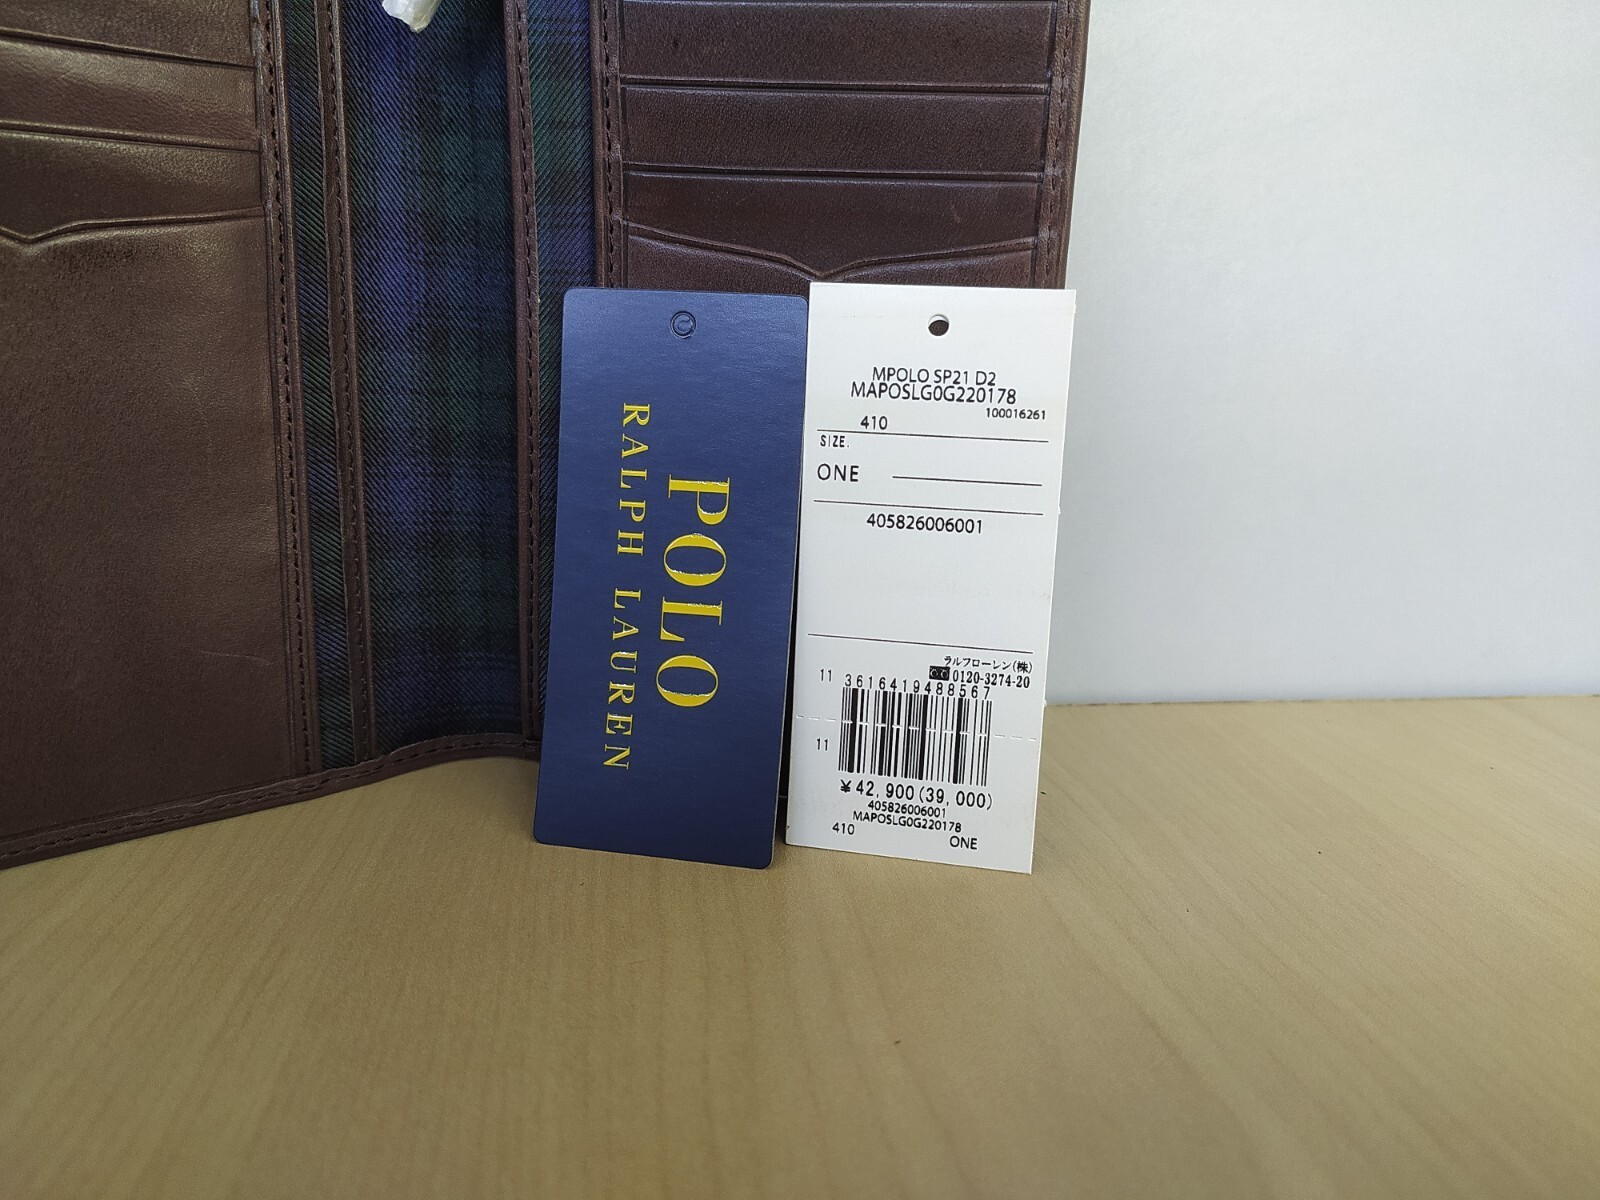 POLO
RALPH LAUREN
MPOLO SP21 D2
MAPOSLG0G220178
100016261
410
SIZE.
ONE
405826006001
ラルフローレン(株)
0120-3274-20
11 3616419488567
11
¥42,900(39,000)
405826006001
MAPOSLG0G220178
410
ONE